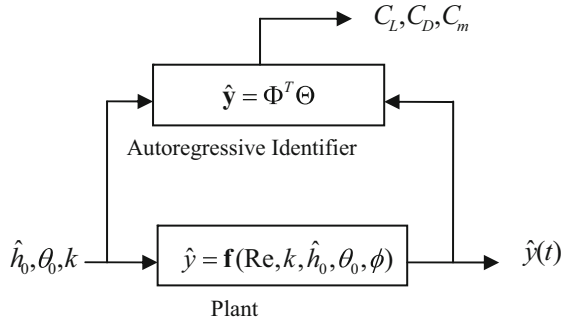 C_L, C_D, C_m
ŷ = Φ^T Θ
Autoregressive Identifier
ĥ_0, θ_0, k
ŷ = f(Re, k, ĥ_0, θ_0, ϕ)
ŷ(t)
Plant